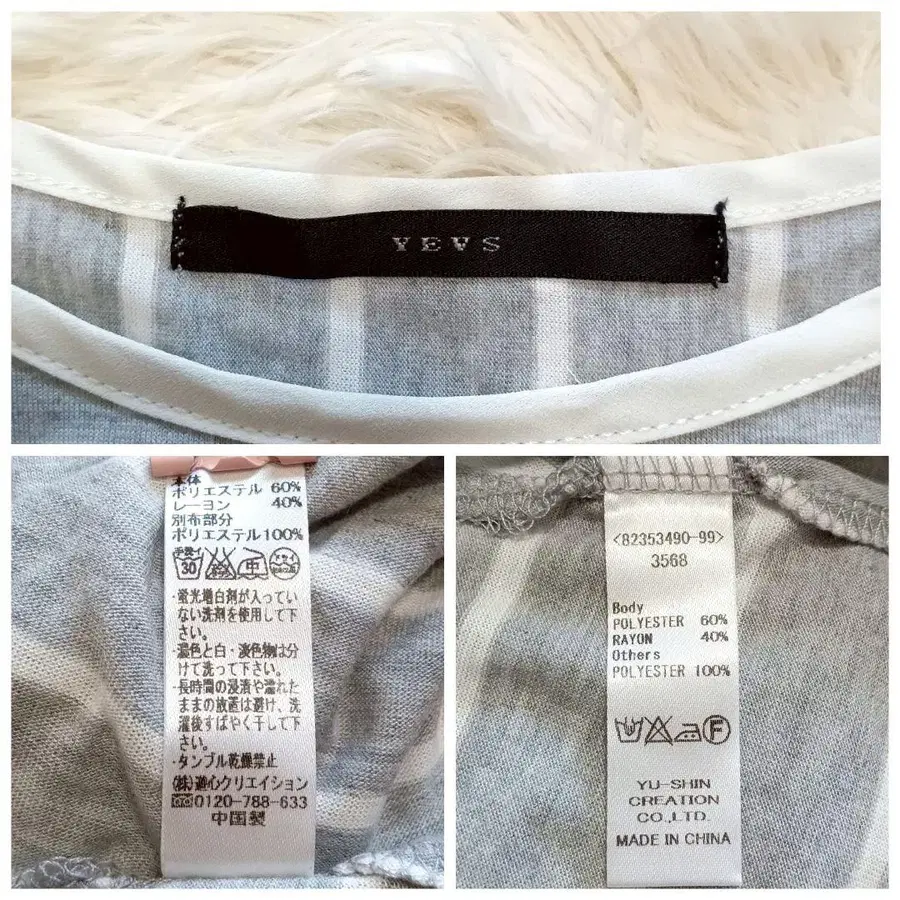 YEVS
本体
ポリエステル 60%
レーヨン 40%
別布部分
ポリエステル100%
手洗イ
30
中
・蛍光増白剤が入ってい
ない洗剤を使用して下
さい。
・濃色と白・淡色物は分
けて洗って下さい。
・長時間の浸漬や濡れた
ままの放置は避け、洗
濯後すばやく干して下
さい。
・タンブル乾燥禁止
(株)遊心クリエイション
0120-788-633
中国製
<82353490-99>
3568
Body
POLYESTER 60%
RAYON 40%
Others
POLYESTER 100%
F
YU-SHIN
CREATION
CO.,LTD.
MADE IN CHINA